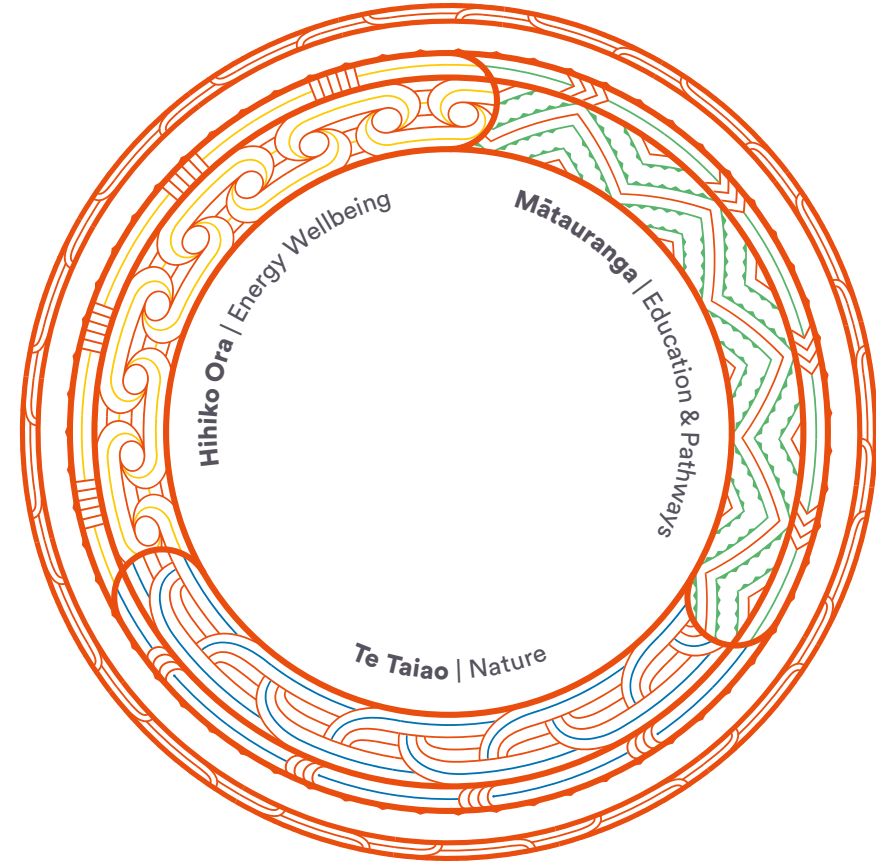 Hihiko Ora | Energy Wellbeing
Mātauranga | Education & Pathways
Te Taiao | Nature